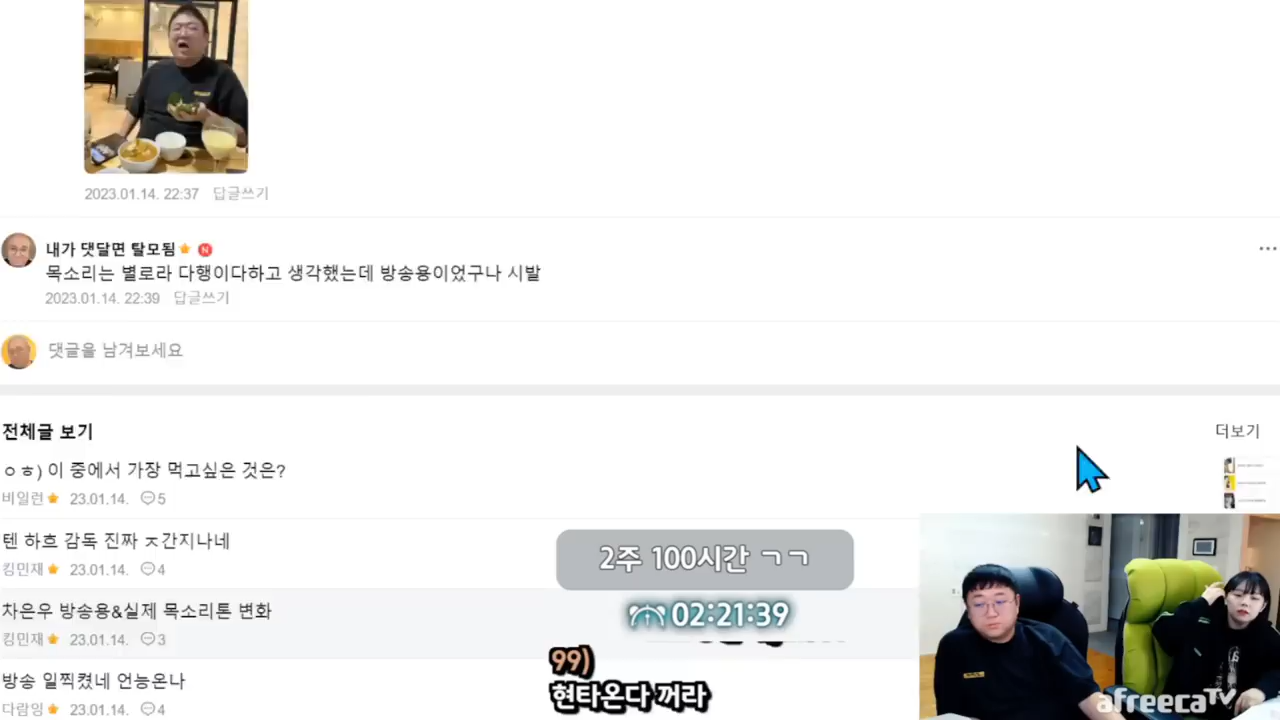 2023.01.14. 22:37 답글쓰기
내가 댓달면 탈모됨 N
목소리는 별로라 다행이다하고 생각했는데 방송용이었구나 시발
2023.01.14. 22:39 답글쓰기
댓글을 남겨보세요
전체글 보기
더보기
ㅇㅎ) 이 중에서 가장 먹고싶은 것은?
비일런 23.01.14. 5
텐 하흐 감독 진짜 ㅈ간지나네
킹민재 23.01.14. 4
차은우 방송용&실제 목소리톤 변화
킹민재 23.01.14. 3
방송 일찍켰네 언능온나
다람잉 23.01.14. 4
2주 100시간 ㄱㄱ
02:21:39
99)
현타온다 꺼라
afreecaTV